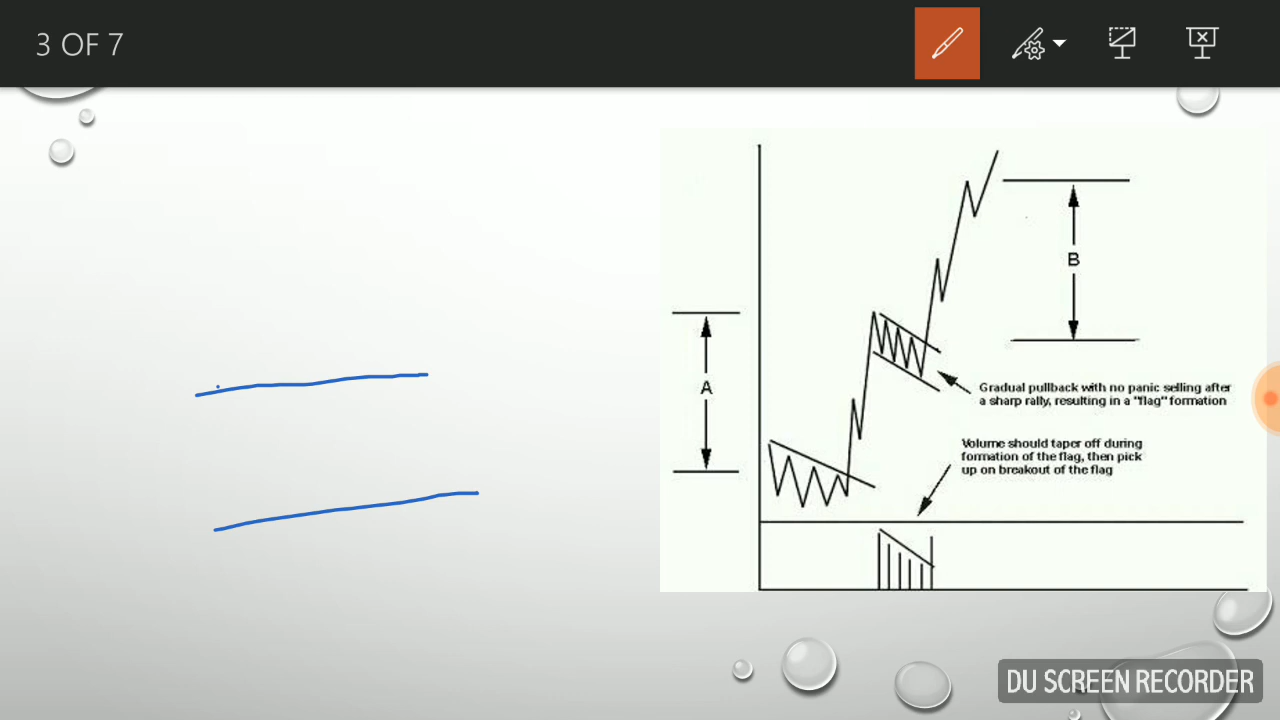 3 OF 7
B
A
Gradual pullback with no panic selling after
a sharp rally, resulting in a "flag" formation
Volume should taper off during
formation of the flag, then pick
up on breakout of the flag
DU SCREEN RECORDER